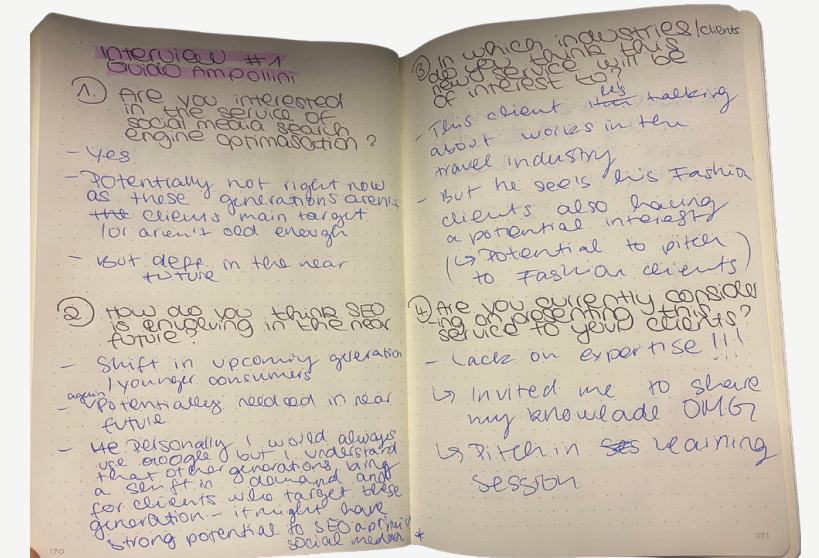 Interview #1
Guido Ampollini
1. Are you interested
in the service of
social media search
engine optimasation?
- Yes
- Potentially not right now
as these generations aren't
the clients main target
/or aren't old enough
- But deff in the near
future
2 How do you think SEO
is envolving in the near
future?
- Shift in upcoming generation
/younger consumers
- again Potentially needed in near
future
- He Personally I would always
use Google but I understand
that other generations bring
a shift in demand and
for clients who target these
generation - it might have
strong potential to SEO
social median
170
3 In which industries/clients
do you think this
new service will be
of interest to?
- This client he's talking
about works in the
travel industry
- But he see's his Fashion
clients also having
a potential interest
(↳ Potential to pitch
to Fashion clients)
4. Are you currently consider
-ing on presenting this
service to your clients?
- Lack on expertise !!!
↳ Invited me to share
my knowlade OMG
↳ Pitch in learning
session
*
171